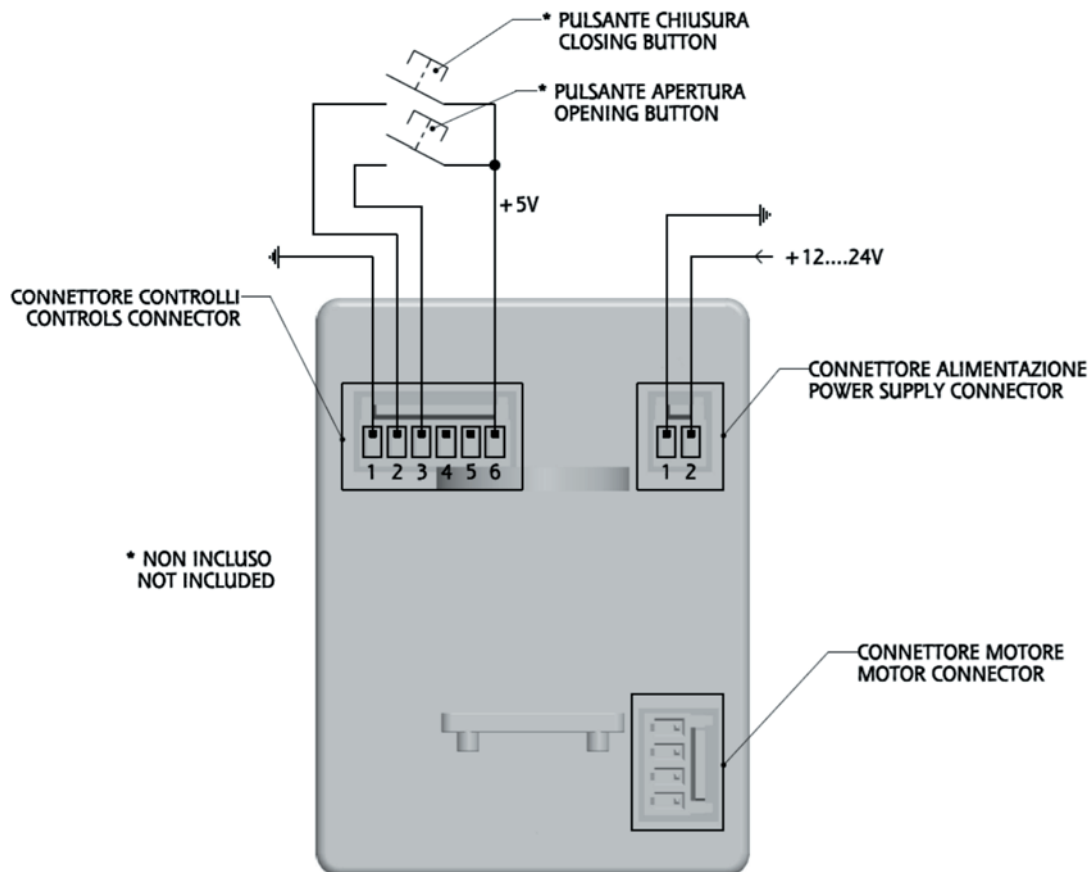 * PULSANTE CHIUSURA
CLOSING BUTTON
* PULSANTE APERTURA
OPENING BUTTON
+5V
+12....24V
CONNETTORE CONTROLLI
CONTROLS CONNECTOR
CONNETTORE ALIMENTAZIONE
POWER SUPPLY CONNECTOR
1 2 3 4 5 6
1 2
* NON INCLUSO
NOT INCLUDED
CONNETTORE MOTORE
MOTOR CONNECTOR